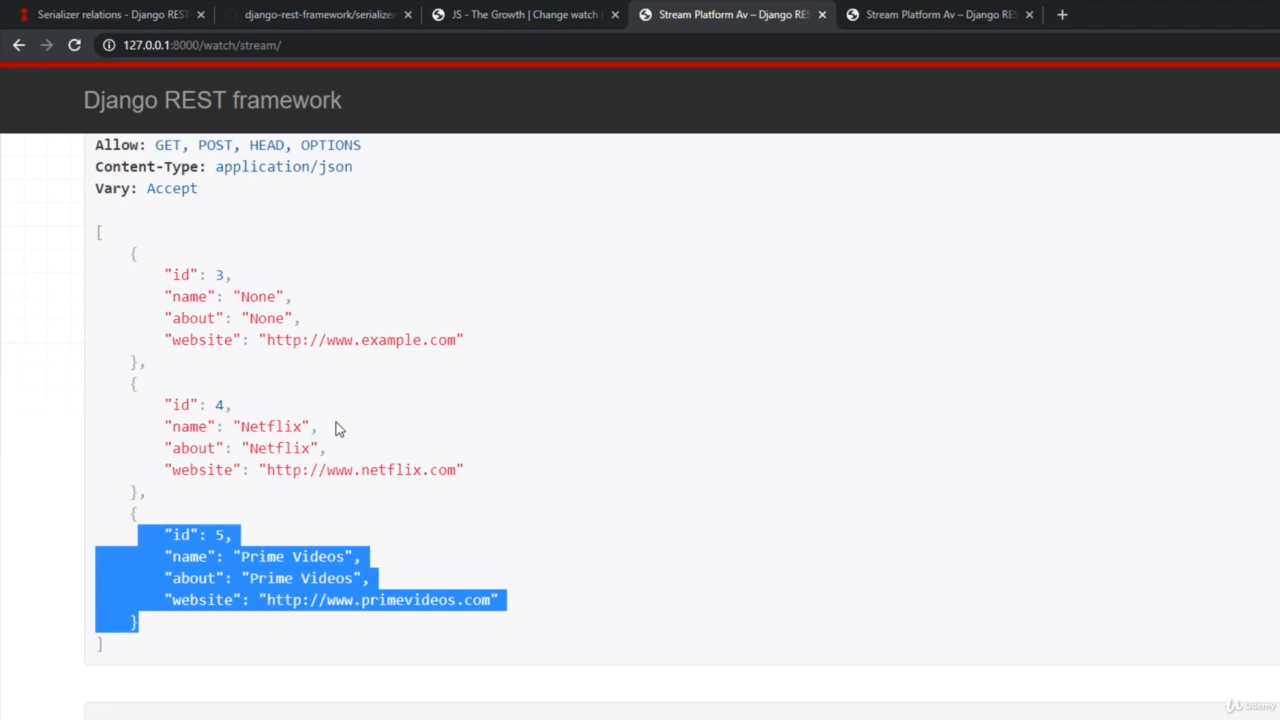 Serializer relations - Django REST
django-rest-framework/serializer
JS - The Growth | Change watch
Stream Platform Av – Django RES
Stream Platform Av – Django RES
127.0.0.1:8000/watch/stream/
Django REST framework
Allow: GET, POST, HEAD, OPTIONS
Content-Type: application/json
Vary: Accept
[
{
"id": 3,
"name": "None",
"about": "None",
"website": "http://www.example.com"
},
{
"id": 4,
"name": "Netflix",
"about": "Netflix",
"website": "http://www.netflix.com"
},
{
"id": 5,
"name": "Prime Videos",
"about": "Prime Videos",
"website": "http://www.primevideos.com"
}
]
Udemy